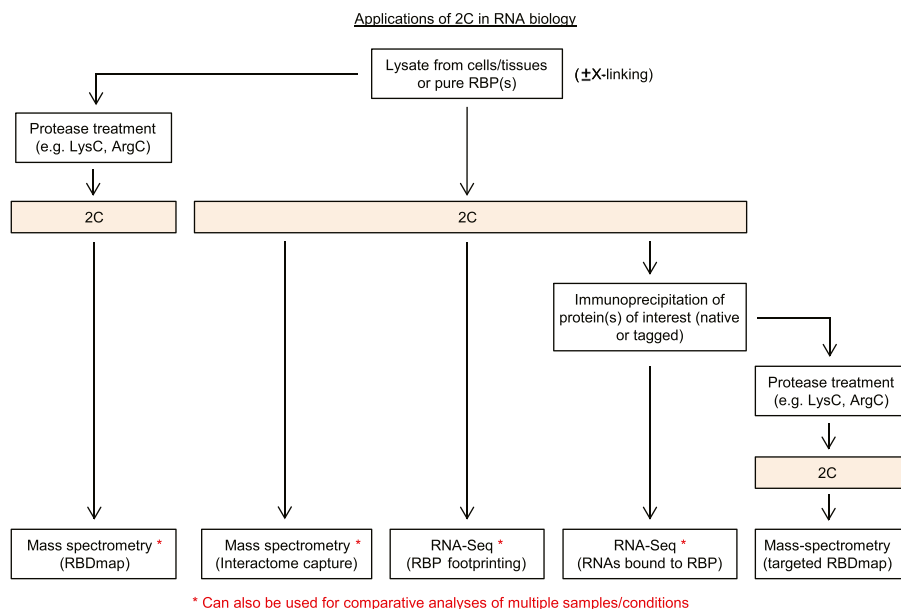 Applications of 2C in RNA biology
Lysate from cells/tissues
or pure RBP(s)
(±X-linking)
Protease treatment
(e.g. LysC, ArgC)
2C
2C
Immunoprecipitation of
protein(s) of interest (native
or tagged)
Protease treatment
(e.g. LysC, ArgC)
2C
Mass spectrometry *
(RBDmap)
Mass spectrometry *
(Interactome capture)
RNA-Seq *
(RBP footprinting)
RNA-Seq *
(RNAs bound to RBP)
Mass-spectrometry
(targeted RBDmap)
* Can also be used for comparative analyses of multiple samples/conditions